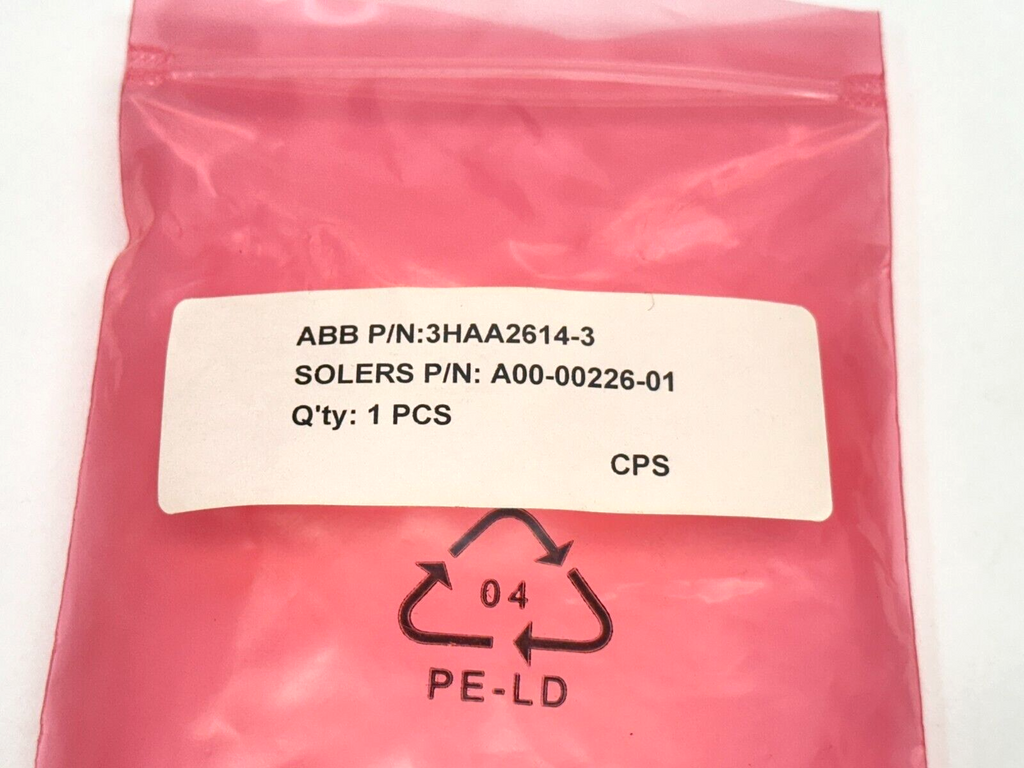 ABB P/N:3HAA2614-3
SOLERS P/N: A00-00226-01
Q'ty: 1 PCS
CPS
04
PE-LD